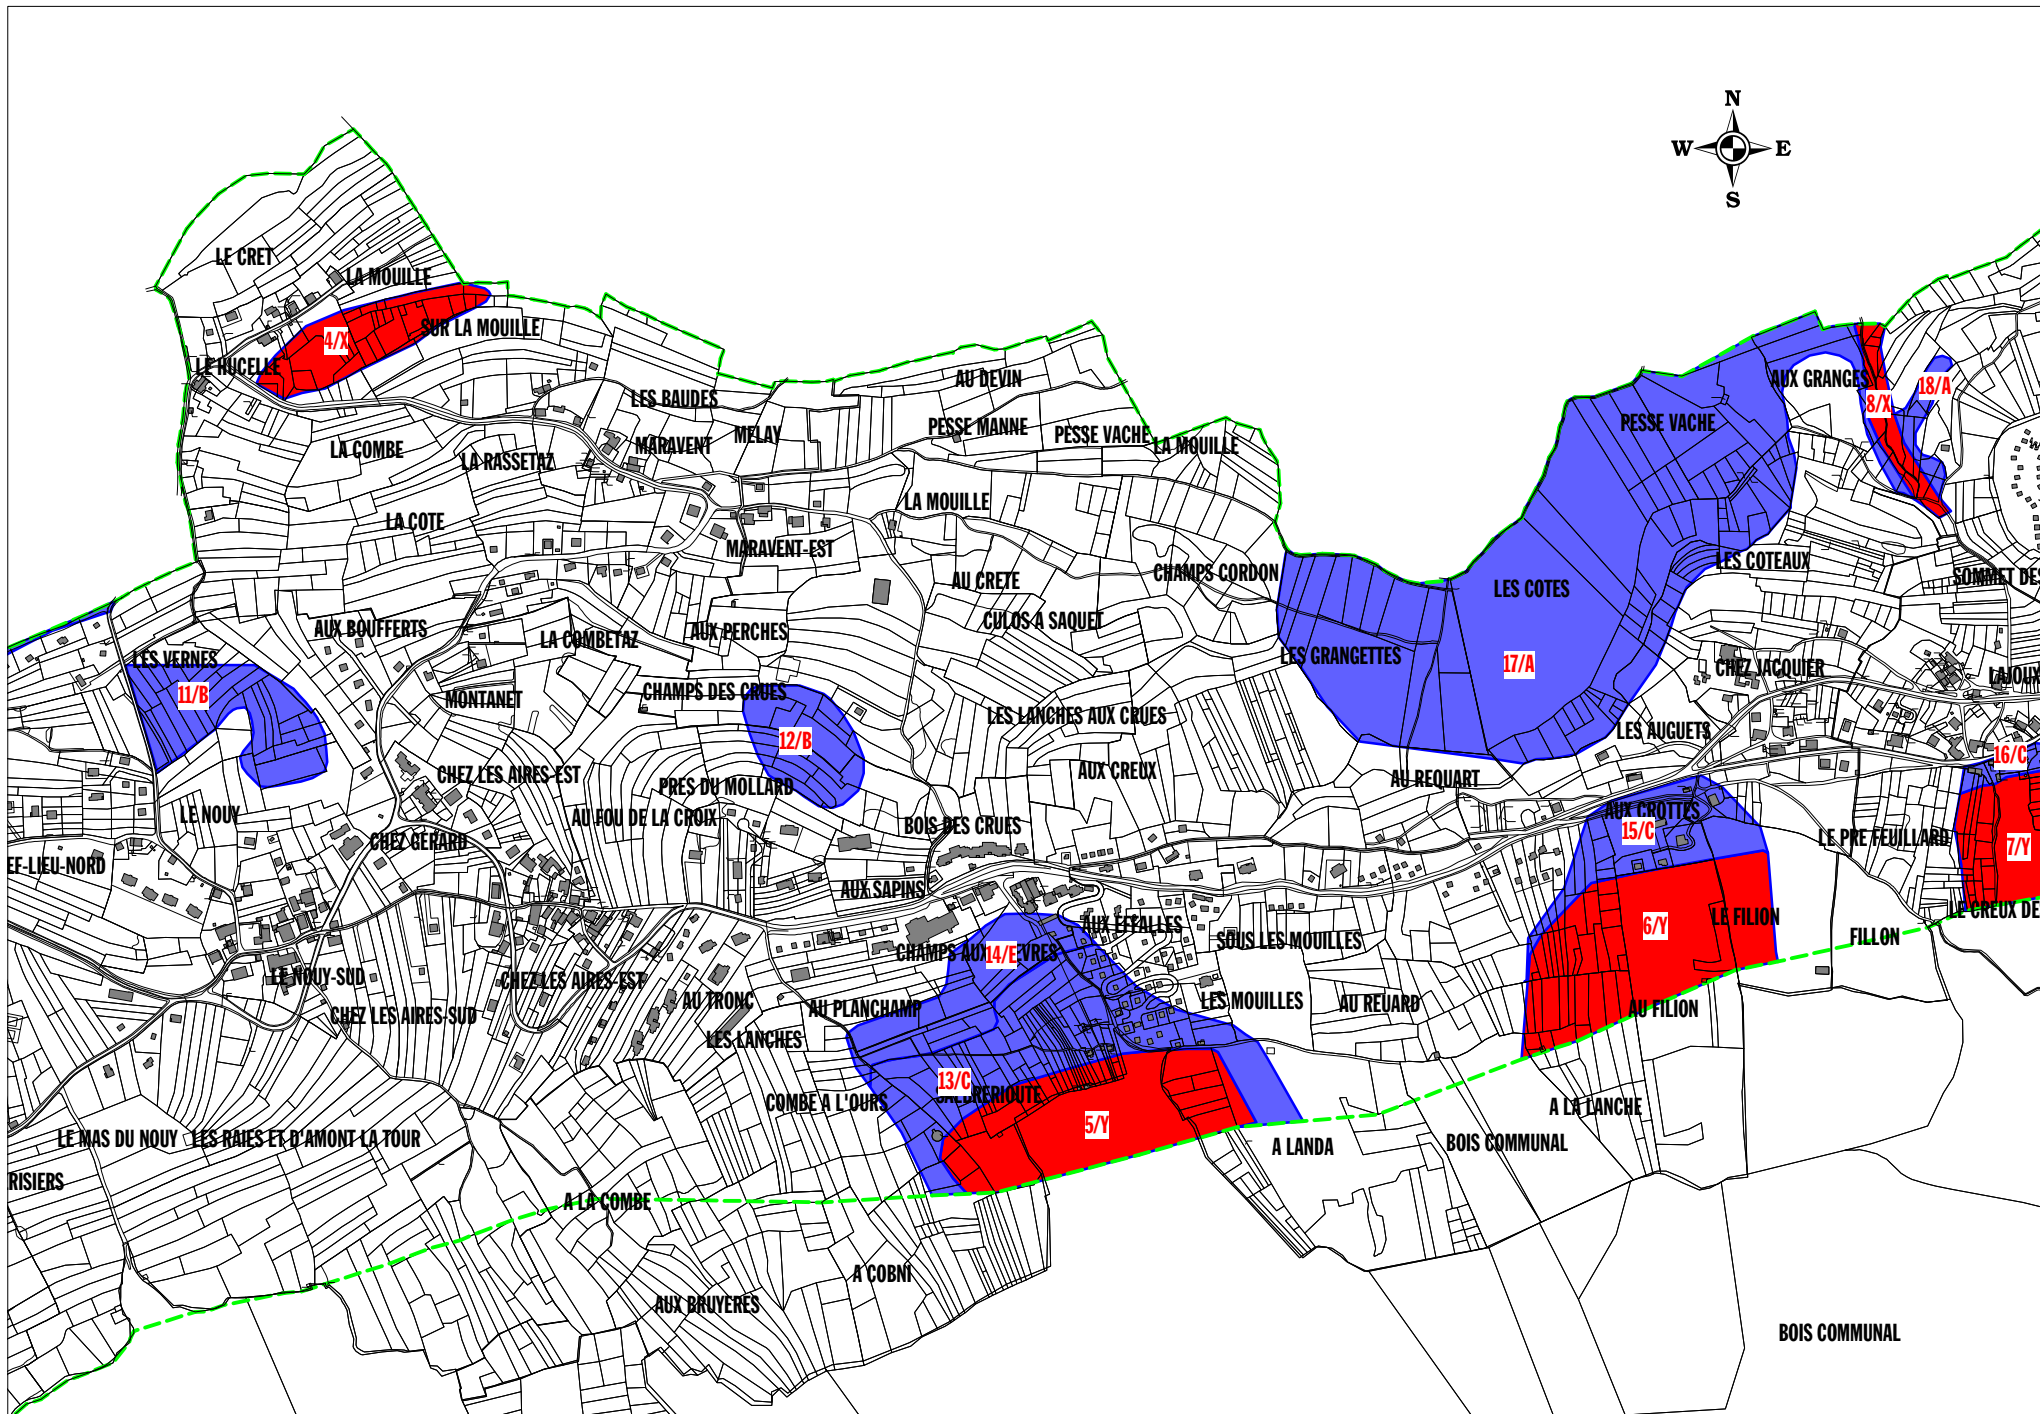 N
W E
S
LE CRET
LA MOUILLE
SUR LA MOUILLE
4/X
LE HUCELLE
LES BAUDES
AU DEVIN
AUX GRANGES
18/A
8/X
LA COMBE
LA RASSETAZ
MARAVENT
MELAY
PESSE MANNE
PESSE VACHE
LA MOUILLE
PESSE VACHE
LA COTE
LA MOUILLE
MARAVENT-EST
AU CRETE
CHAMPS CORDON
LES COTES
LES COTEAUX
SOMMET DES
AUX BOUFFERTS
LA COMBETAZ
AUX PERCHES
CULOS A SAQUET
LES GRANGETTES
17/A
CHEZ JACQUIER
LAJOUX
LES VERNES
11/B
MONTANET
CHAMPS DES CRUES
LES LANCHES AUX CRUES
LES AUGUETS
12/B
16/C
CHEZ LES AIRES-EST
PRES DU MOLLARD
AUX CREUX
AU REQUART
LE NOUY
AU FOU DE LA CROIX
BOIS DES CRUES
AUX CROTTES
15/C
LE PRE FEUILLARD
7/Y
CHEZ GERARD
EF-LIEU-NORD
AUX SAPINS
LE CREUX DE
AUX EFFALLES
6/Y
LE FILION
FILLON
SOUS LES MOUILLES
14/E
LE NOUY-SUD
CHEZ LES AIRES-EST
AU TRONC
AU PLANCHAMP
LES MOUILLES
AU REUARD
AU FILION
CHEZ LES AIRES-SUD
LES LANCHES
13/C
COMBE A L'OURS
A LA LANCHE
5/Y
LE MAS DU NOUY
LES RAIES ET D'AMONT LA TOUR
A LANDA
BOIS COMMUNAL
RISIERS
A LA COMBE
A COBNI
AUX BRUYERES
BOIS COMMUNAL